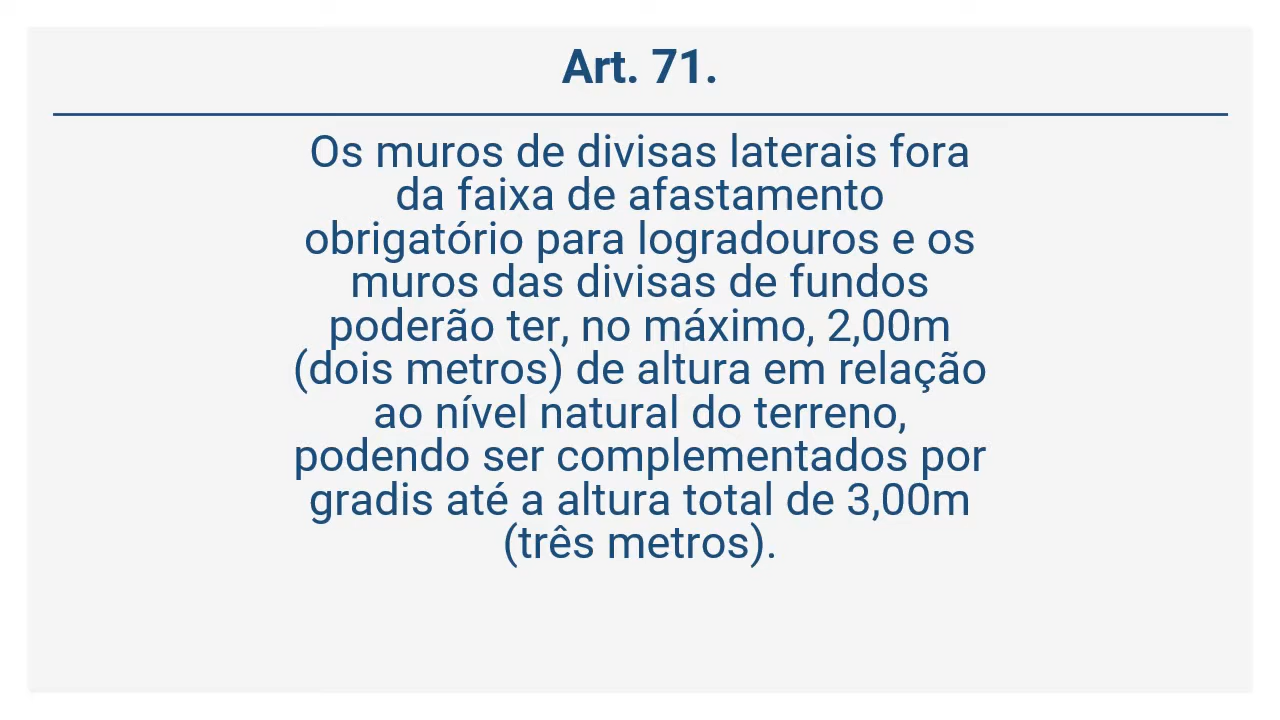 Art. 71.
Os muros de divisas laterais fora
da faixa de afastamento
obrigatório para logradouros e os
muros das divisas de fundos
poderão ter, no máximo, 2,00m
(dois metros) de altura em relação
ao nível natural do terreno,
podendo ser complementados por
gradis até a altura total de 3,00m
(três metros).